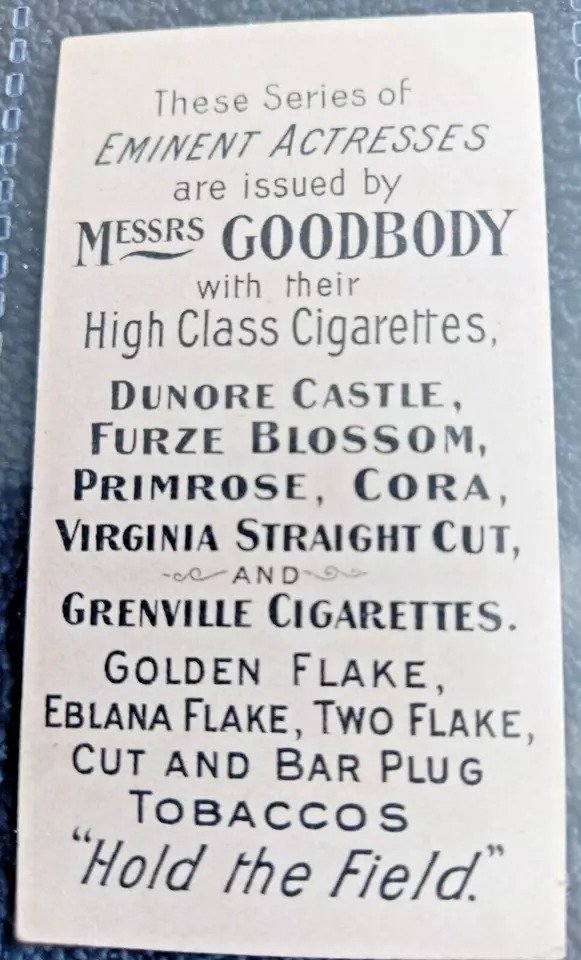 These Series of
EMINENT ACTRESSES
are issued by
MESSRS GOODBODY
with their
High Class Cigarettes,
DUNORE CASTLE,
FURZE BLOSSOM,
PRIMROSE, CORA,
VIRGINIA STRAIGHT CUT,
AND
GRENVILLE CIGARETTES.
GOLDEN FLAKE,
EBLANA FLAKE, TWO FLAKE,
CUT AND BAR PLUG
TOBACCOS
"Hold the Field."